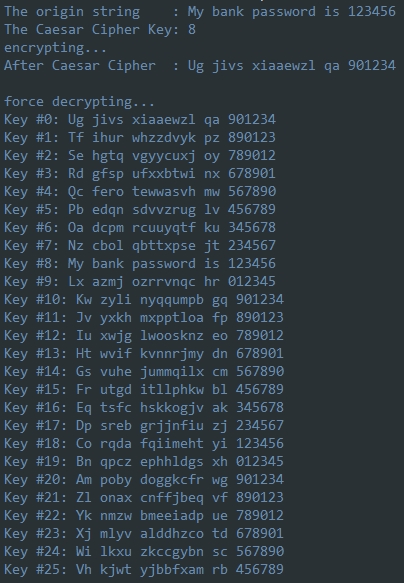 The origin string    : My bank password is 123456
The Caesar Cipher Key: 8
encrypting...
After Caesar Cipher  : Ug jivs xiaaewzl qa 901234
force decrypting...
Key #0: Ug jivs xiaaewzl qa 901234
Key #1: Tf ihur whzzdvyk pz 890123
Key #2: Se hgtq vgyycuxj oy 789012
Key #3: Rd gfsp ufxxbtwi nx 678901
Key #4: Qc fero tewwasvh mw 567890
Key #5: Pb edqn sdvvzrug lv 456789
Key #6: Oa dcpm rcuuyqtf ku 345678
Key #7: Nz cbol qbttxpse jt 234567
Key #8: My bank password is 123456
Key #9: Lx azmj ozrrvnqc hr 012345
Key #10: Kw zyli nyqqumpb gq 901234
Key #11: Jv yxkh mxpptloa fp 890123
Key #12: Iu xwjg lwoosknz eo 789012
Key #13: Ht wvif kvnnrjmy dn 678901
Key #14: Gs vuhe jummqilx cm 567890
Key #15: Fr utgd itllphkw bl 456789
Key #16: Eq tsfc hskkogjv ak 345678
Key #17: Dp sreb grjjnfiu zj 234567
Key #18: Co rqda fqiimeht yi 123456
Key #19: Bn qpcz ephhldgs xh 012345
Key #20: Am poby doggkcfr wg 901234
Key #21: Zl onax cnffjbeq vf 890123
Key #22: Yk nmzw bmeeiadp ue 789012
Key #23: Xj mlyv alddhzco td 678901
Key #24: Wi lkxu zkccgybn sc 567890
Key #25: Vh kjwt yjbbfxam rb 456789